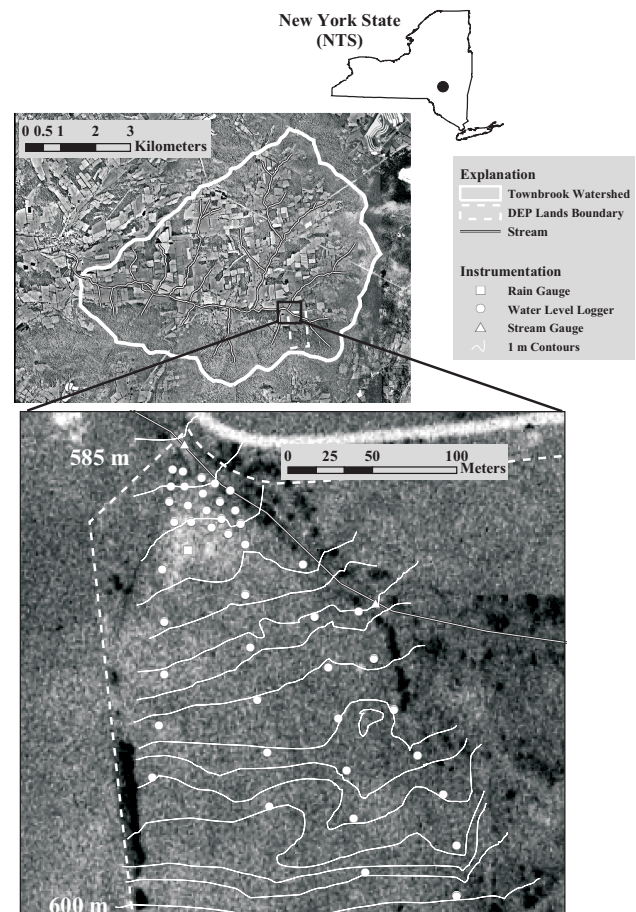 New York State
(NTS)
0 0.5 1 2 3
Kilometers
Explanation
Townbrook Watershed
DEP Lands Boundary
Stream
Instrumentation
Rain Gauge
Water Level Logger
Stream Gauge
1 m Contours
585 m
0 25 50 100
Meters
600 m